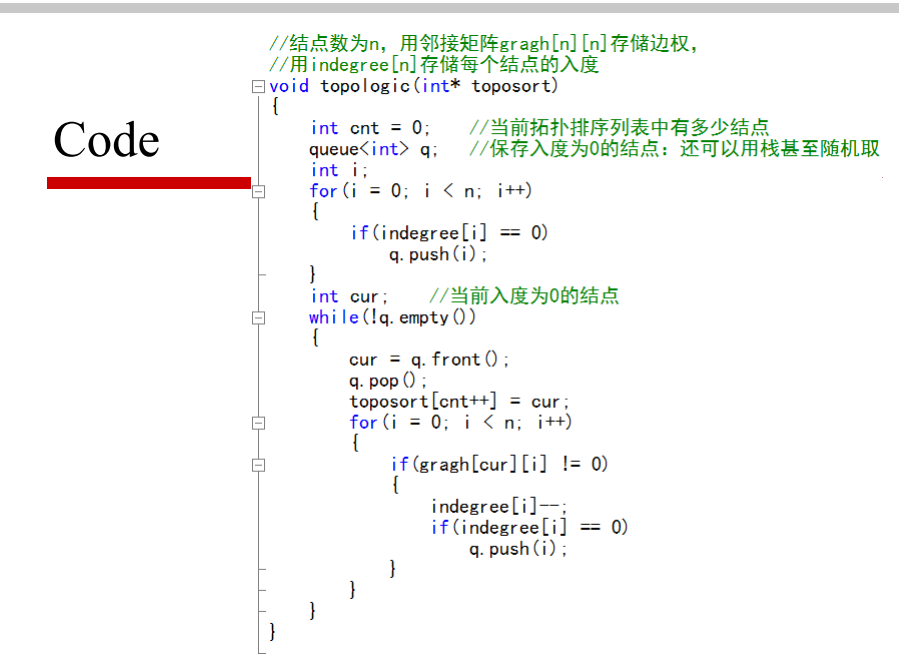 Code
//结点数为n，用邻接矩阵gragh[n][n]存储边权，
//用indegree[n]存储每个结点的入度
void topologic(int* toposort)
{
    int cnt = 0;    //当前拓扑排序列表中有多少结点
    queue<int> q;   //保存入度为0的结点：还可以用栈甚至随机取
    int i;
    for(i = 0; i < n; i++)
    {
        if(indegree[i] == 0)
            q.push(i);
    }
    int cur;    //当前入度为0的结点
    while(!q.empty())
    {
        cur = q.front();
        q.pop();
        toposort[cnt++] = cur;
        for(i = 0; i < n; i++)
        {
            if(gragh[cur][i] != 0)
            {
                indegree[i]--;
                if(indegree[i] == 0)
                    q.push(i);
            }
        }
    }
}